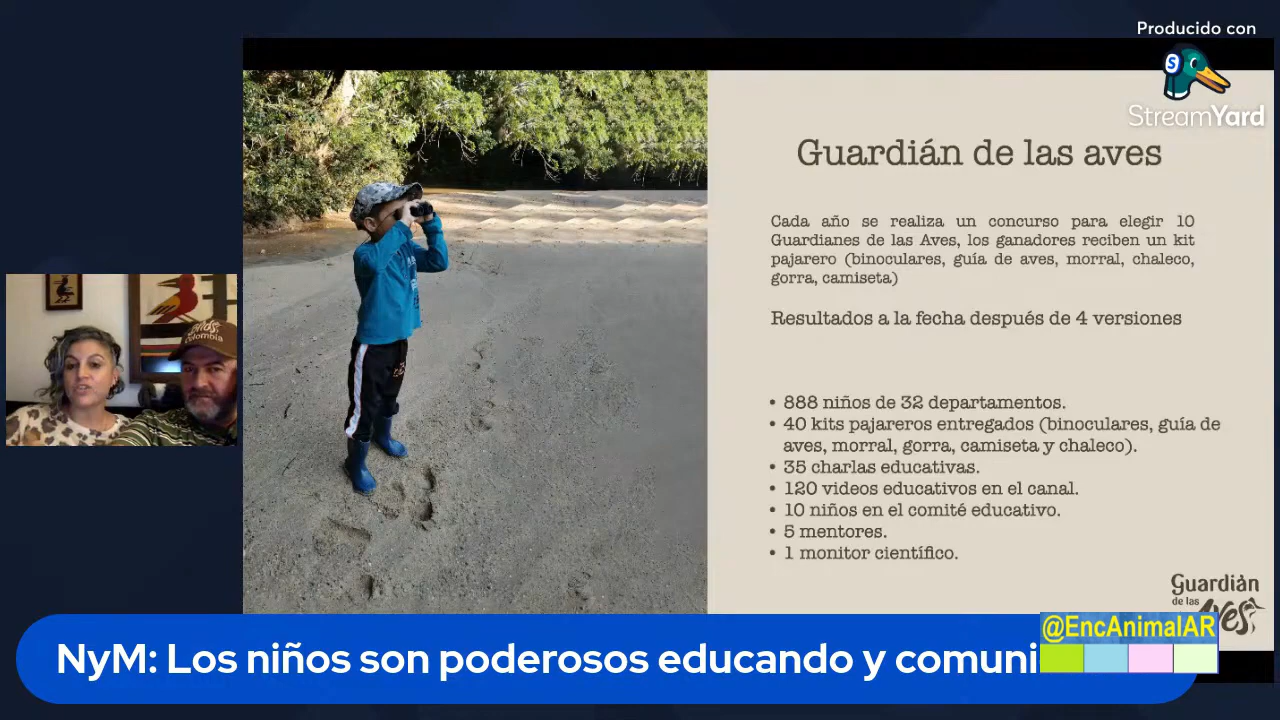 Producido con
StreamYard
Guardián de las aves
Cada año se realiza un concurso para elegir 10
Guardianes de las Aves, los ganadores reciben un kit
pajarero (binoculares, guía de aves, morral, chaleco,
gorra, camiseta)
Resultados a la fecha después de 4 versiones
• 888 niños de 32 departamentos.
• 40 kits pajareros entregados (binoculares, guía de
aves, morral, gorra, camiseta y chaleco).
• 35 charlas educativas.
• 120 videos educativos en el canal.
• 10 niños en el comité educativo.
• 5 mentores.
• 1 monitor científico.
Guardián
de las
Aves
Colombia
@EncAnimalAR
NyM: Los niños son poderosos educando y comuni